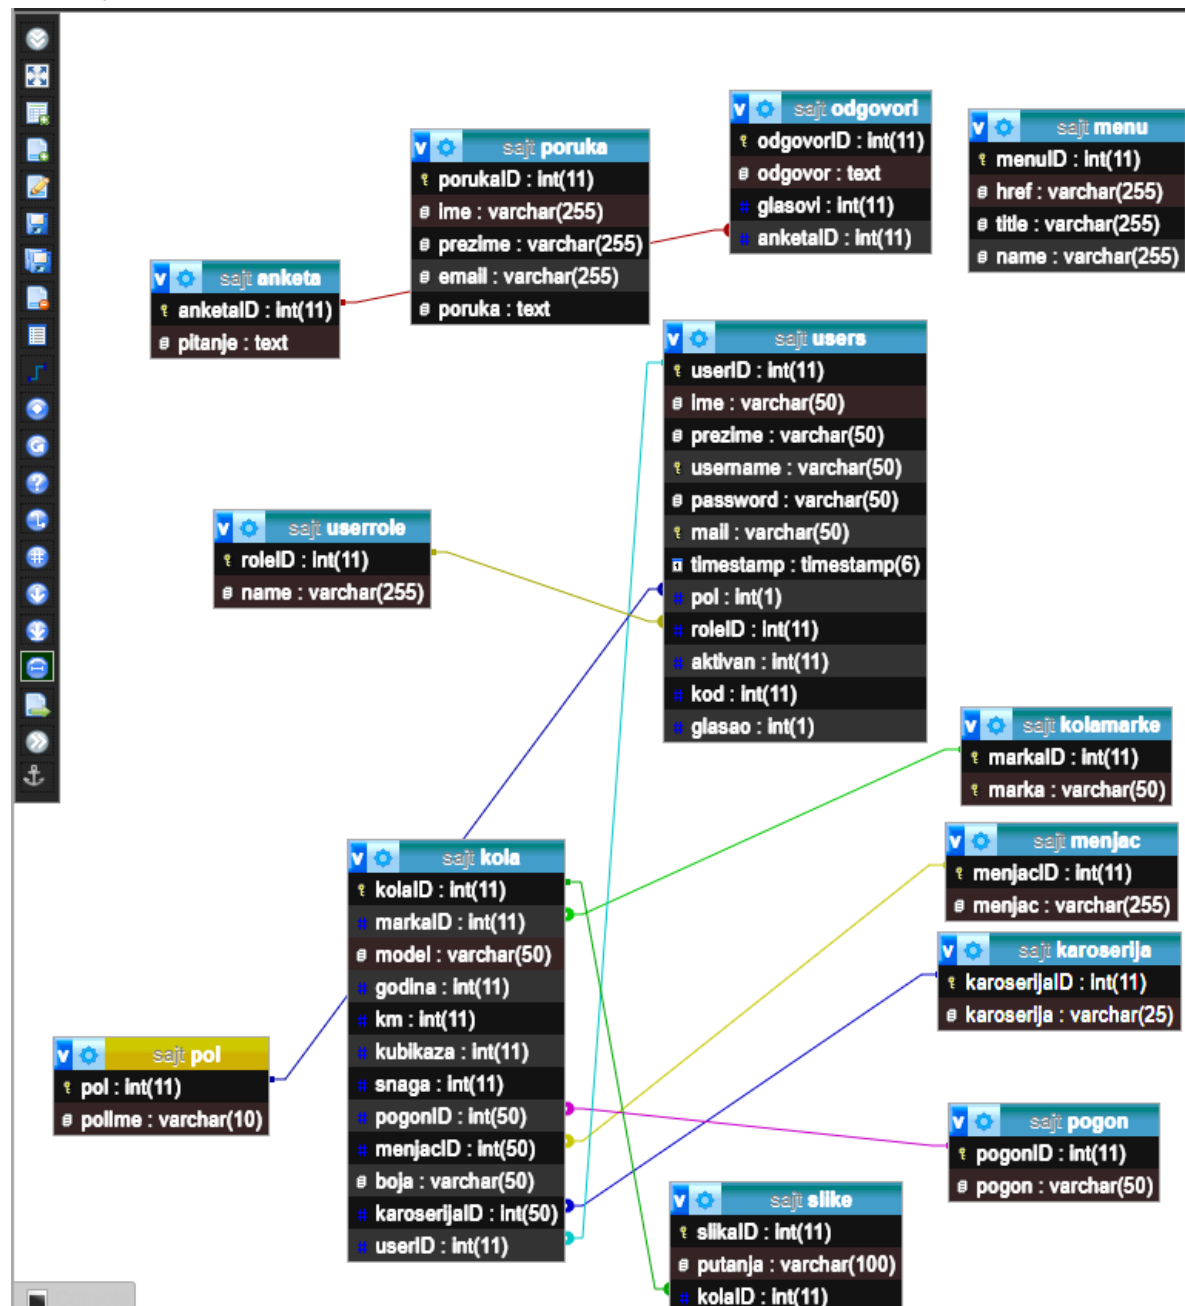 sajt odgovori
odgovorID : int(11)
odgovor : text
glasovi : int(11)
anketaID : int(11)
sajt menu
menuID : int(11)
href : varchar(255)
title : varchar(255)
name : varchar(255)
sajt poruka
porukaID : int(11)
ime : varchar(255)
prezime : varchar(255)
email : varchar(255)
poruka : text
sajt anketa
anketaID : int(11)
pitanje : text
sajt users
userID : int(11)
ime : varchar(50)
prezime : varchar(50)
username : varchar(50)
password : varchar(50)
mail : varchar(50)
timestamp : timestamp(6)
pol : int(1)
roleID : int(11)
aktivan : int(11)
kod : int(11)
glasao : int(1)
sajt userrole
roleID : int(11)
name : varchar(255)
sajt kolamarke
markaID : int(11)
marka : varchar(50)
sajt menjac
menjacID : int(11)
menjac : varchar(255)
sajt kola
kolaID : int(11)
markaID : int(11)
model : varchar(50)
godina : int(11)
km : int(11)
kubikaza : int(11)
snaga : int(11)
pogonID : int(50)
menjacID : int(50)
boja : varchar(50)
karoserijaID : int(50)
userID : int(11)
sajt karoserija
karoserijaID : int(11)
karoserija : varchar(25)
sajt pol
pol : int(11)
polIme : varchar(10)
sajt pogon
pogonID : int(11)
pogon : varchar(50)
sajt slike
slikaID : int(11)
putanja : varchar(100)
kolaID : int(11)